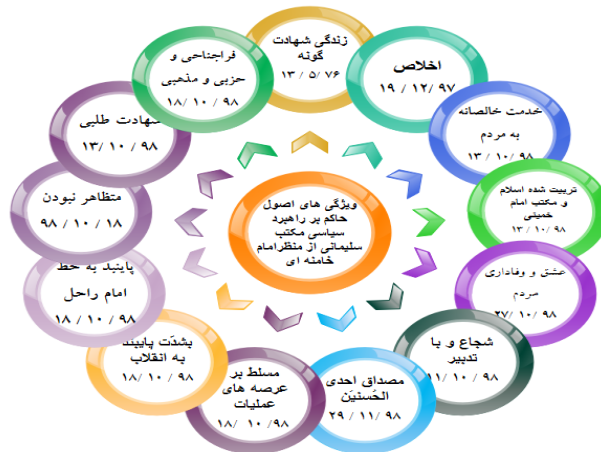 ویژگی های اصول
حاکم بر راهبرد
سیاسی مکتب
سلیمانی از منظرامام
خامنه ای
زندگی شهادت
گونه
۱۳ / ۵/ ۷۶
اخلاص
۱۹ / ۱۲/ ۹۷
خدمت خالصانه
به مردم
۱۳ / ۱۰/ ۹۸
تربیت شده اسلام
و مکتب امام
خمینی
۱۳ / ۱۰/ ۹۸
عشق و وفاداری
مردم
۲۷/ ۱۰/ ۹۸
شجاع و با
تدبیر
۱۱/ ۱۰ / ۹۸
مصداق احدی
الحُسنیَن
۲۹ / ۱۱/ ۹۸
مسلط بر
عرصه های
عملیات
۱۸/ ۱۰ /۹۸
بشدّت پایبند
به انقلاب
۱۸/ ۱۰ / ۹۸
پایبند به خط
امام راحل
۱۸ / ۱۰ / ۹۸
متظاهر نبودن
۹۸ / ۱۰ / ۱۸
شهادت طلبی
۱۳/ ۱۰ / ۹۸
فراجناحی و
حزبی و مذهبی
۱۸/ ۱۰ / ۹۸